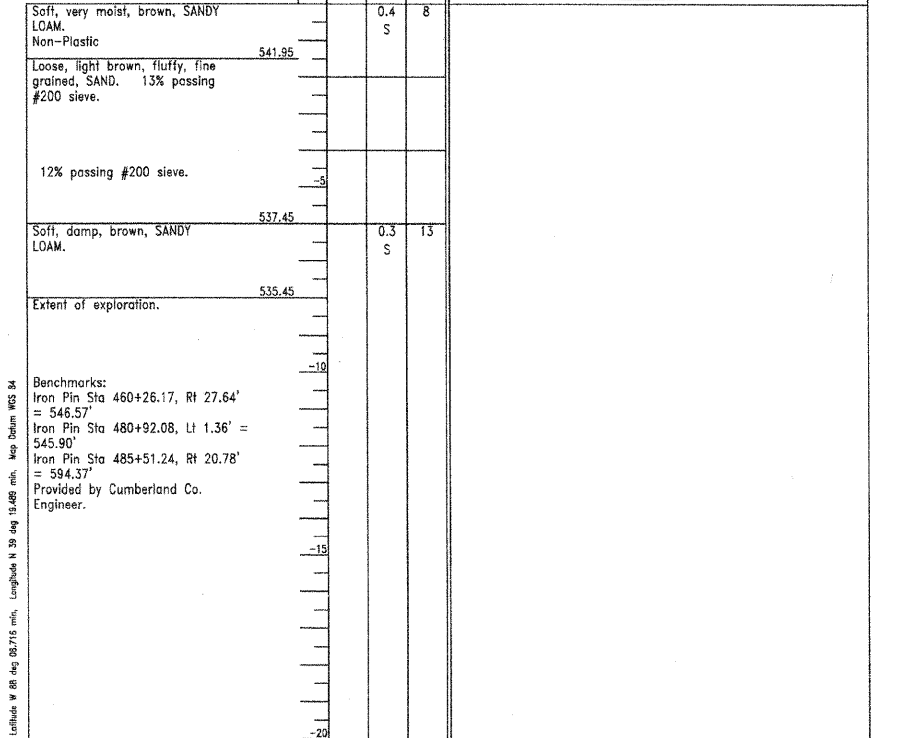 Soft, very moist, brown, SANDY 0.4 8
LOAM. S
Non-Plastic
541.95
Loose, light brown, fluffy, fine
grained, SAND. 13% passing
#200 sieve.
12% passing #200 sieve.
-5
537.45
Soft, damp, brown, SANDY 0.3 13
LOAM. S
535.45
Extent of exploration.
-10
Benchmarks:
Iron Pin Sta 460+26.17, Rt 27.64'
= 546.57'
Iron Pin Sta 480+92.08, Lt 1.36' =
545.90'
Iron Pin Sta 485+51.24, Rt 20.78'
= 594.37'
Provided by Cumberland Co.
Engineer.
-15
-20
Latitude W 88 deg 06.716 min, Longitude N 39 deg 19.489 min, Map Datum WGS 84